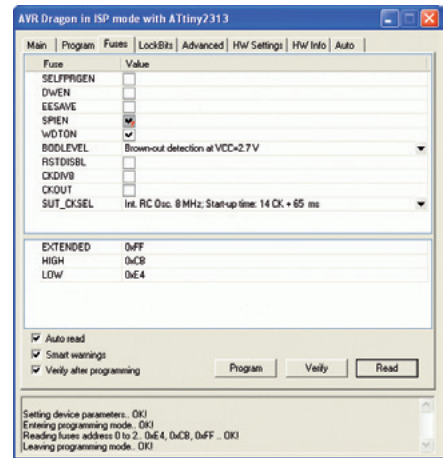 AVR Dragon in ISP mode with ATtiny2313
Main Program Fuses LockBits Advanced HW Settings HW Info Auto
Fuse Value
SELFPRGEN
DWEN
EESAVE
SPIEN
WDTON
BODLEVEL Brown-out detection at VCC=2.7 V
RSTDISBL
CKDIV8
CKOUT
SUT_CKSEL Int. RC Osc. 8 MHz; Start-up time: 14 CK + 65 ms
EXTENDED 0xFF
HIGH 0xCB
LOW 0xE4
Auto read
Smart warnings
Verify after programming
Program Verify Read
Setting device parameters.. OK!
Entering programming mode.. OK!
Reading fuses address 0 to 2.. 0xE4, 0xCB, 0xFF .. OK!
Leaving programming mode.. OK!